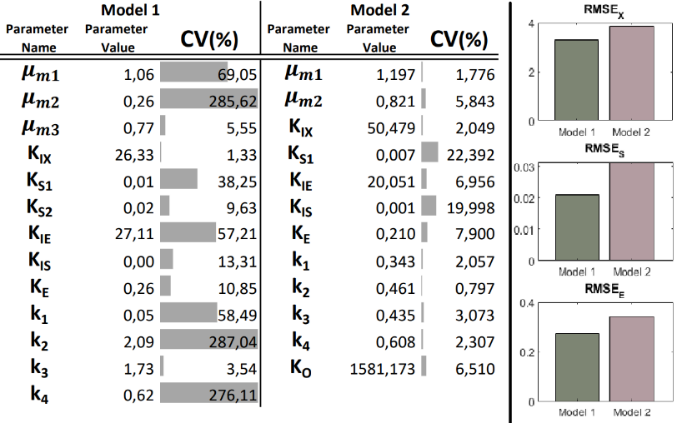 Model 1
Parameter Name Parameter Value CV(%)
μm1 1,06 69,05
μm2 0,26 285,62
μm3 0,77 5,55
KIX 26,33 1,33
KS1 0,01 38,25
KS2 0,02 9,63
KIE 27,11 57,21
KIS 0,00 13,31
KE 0,26 10,85
k1 0,05 58,49
k2 2,09 287,04
k3 1,73 3,54
k4 0,62 276,11
Model 2
Parameter Name Parameter Value CV(%)
μm1 1,197 1,776
μm2 0,821 5,843
KIX 50,479 2,049
KS1 0,007 22,392
KIE 20,051 6,956
KIS 0,001 19,998
KE 0,210 7,900
k1 0,343 2,057
k2 0,461 0,797
k3 0,435 3,073
k4 0,608 2,307
KO 1581,173 6,510
RMSEX
4
2
0
Model 1 Model 2
RMSES
0.03
0.02
0.01
0
Model 1 Model 2
RMSEE
0.4
0.2
0
Model 1 Model 2